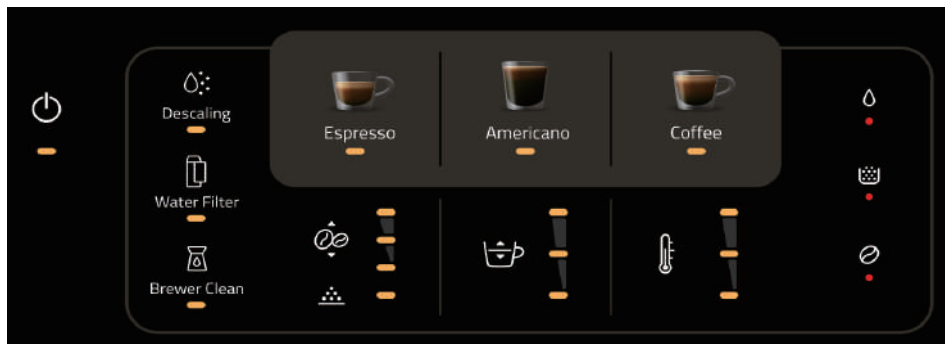 Descaling
Espresso
Americano
Coffee
Water Filter
Brewer Clean